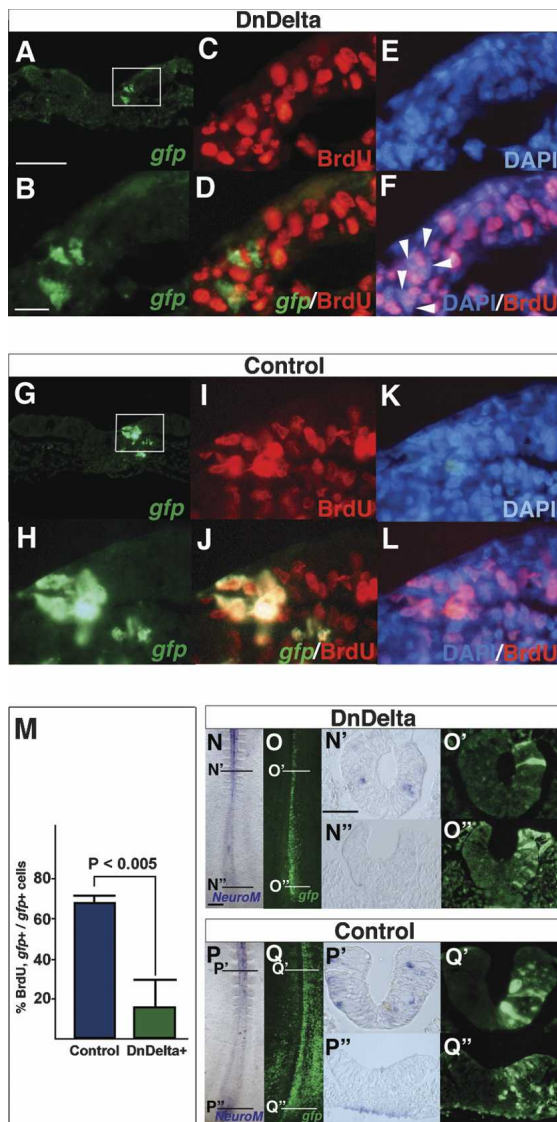 DnDelta
A
C
E
gfp
BrdU
DAPI
B
D
F
gfp
gfp/BrdU
DAPI/BrdU
Control
G
I
K
gfp
BrdU
DAPI
H
J
L
gfp
gfp/BrdU
DAPI/BrdU
M
P < 0.005
% BrdU, gfp+ / gfp+ cells
80
60
40
20
Control
DnDelta+
DnDelta
N
O
N'
O'
N'
O'
N"
O"
N"
O"
NeuroM
gfp
Control
P
Q
P'
Q'
P'
Q'
P"
Q"
P"
Q"
NeuroM
gfp